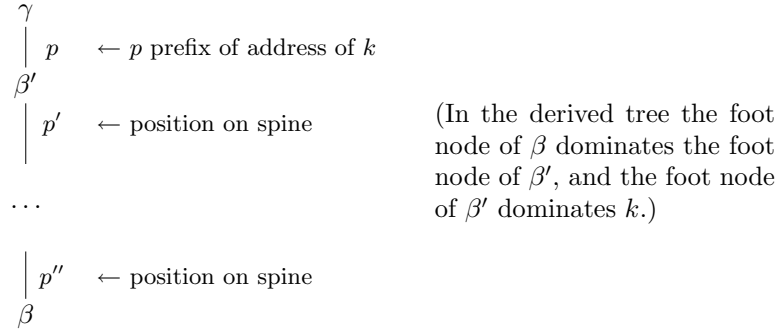 γ
p ← p prefix of address of k
β′
p′ ← position on spine
(In the derived tree the foot
node of β dominates the foot
node of β′, and the foot node
of β′ dominates k.)
...
p′′ ← position on spine
β